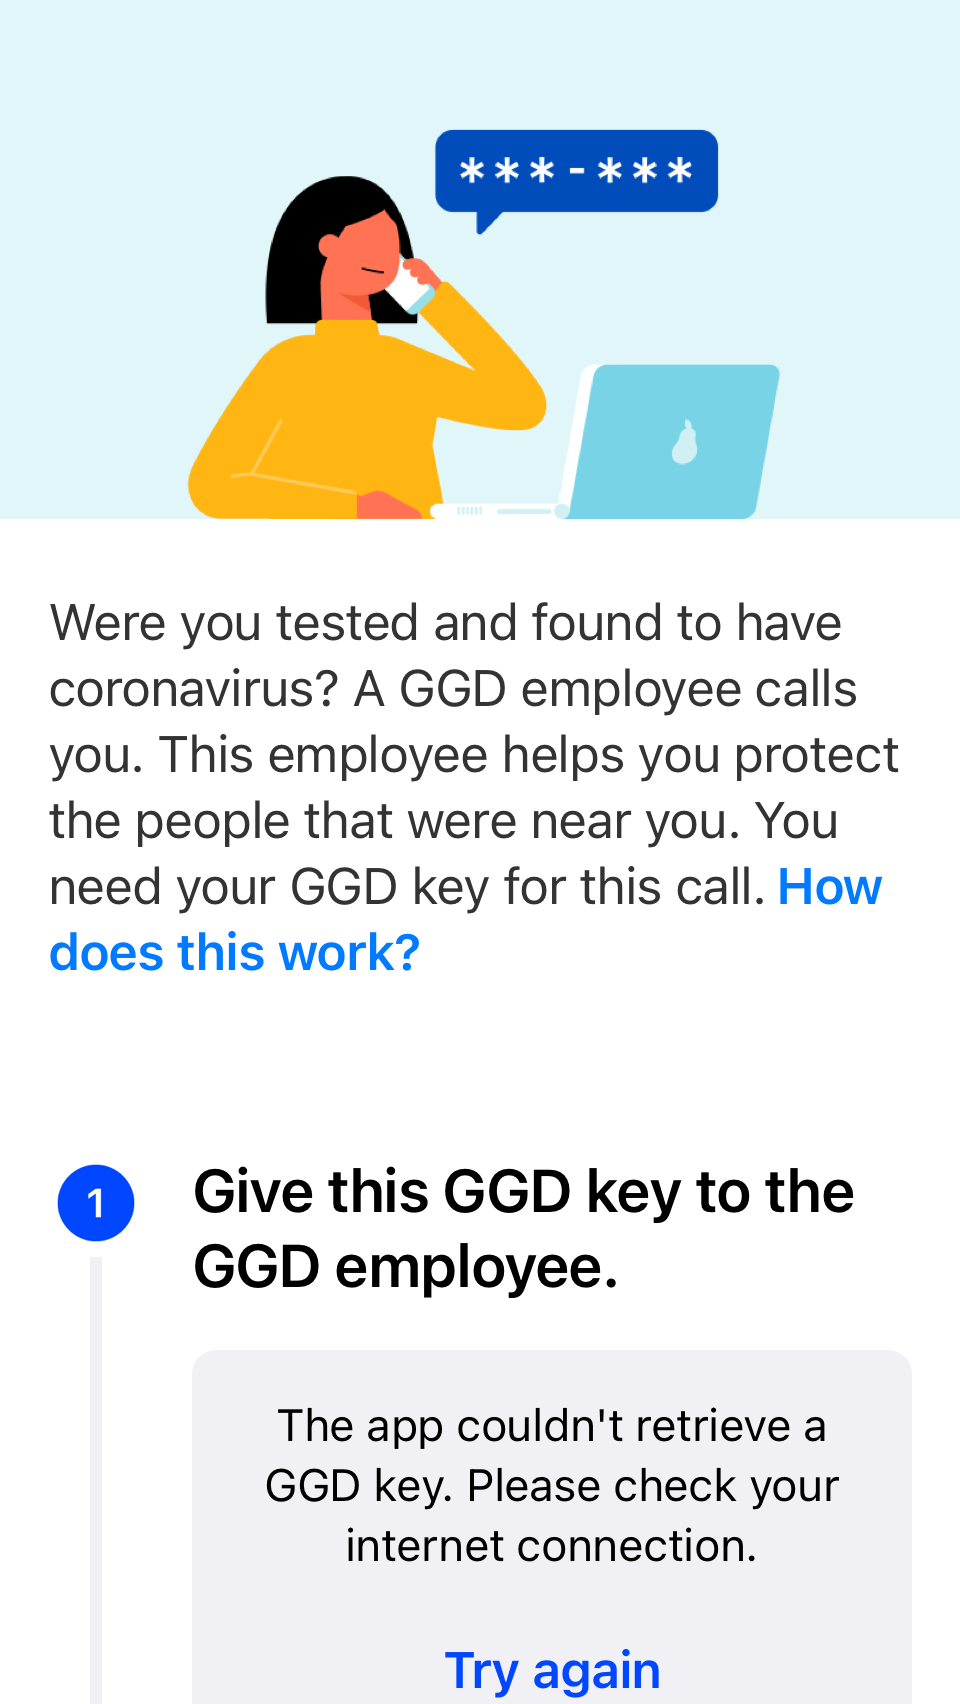 ***-***
Were you tested and found to have
coronavirus? A GGD employee calls
you. This employee helps you protect
the people that were near you. You
need your GGD key for this call. How
does this work?
1
Give this GGD key to the
GGD employee.
The app couldn't retrieve a
GGD key. Please check your
internet connection.
Try again